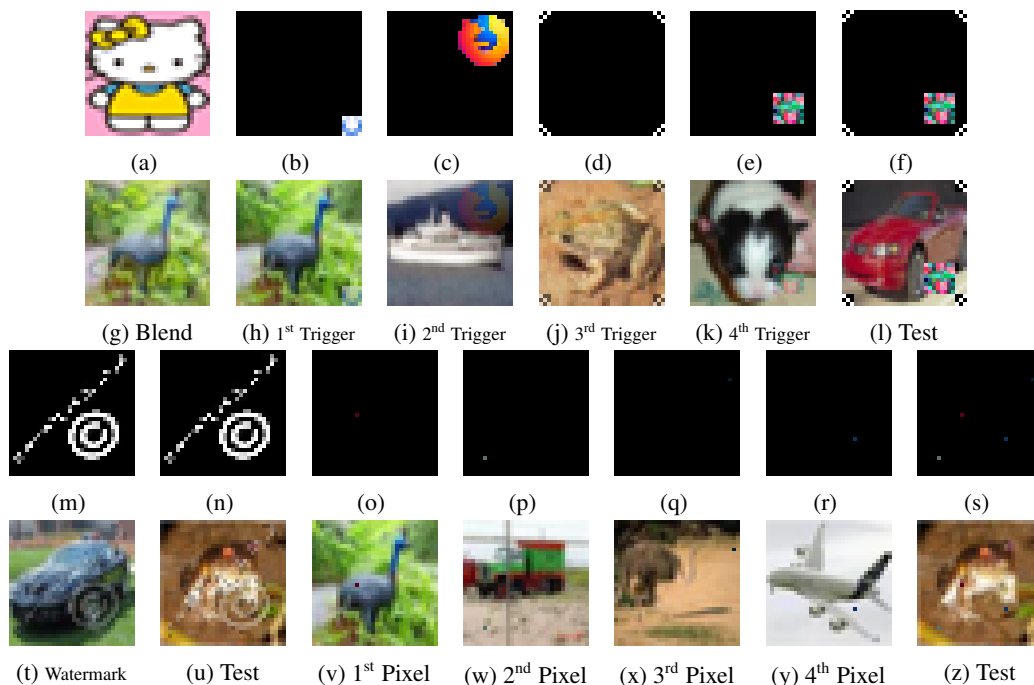 (a) (b) (c) (d) (e) (f)
(g) Blend (h) 1st Trigger (i) 2nd Trigger (j) 3rd Trigger (k) 4th Trigger (l) Test
(m) (n) (o) (p) (q) (r) (s)
(t) Watermark (u) Test (v) 1st Pixel (w) 2nd Pixel (x) 3rd Pixel (y) 4th Pixel (z) Test